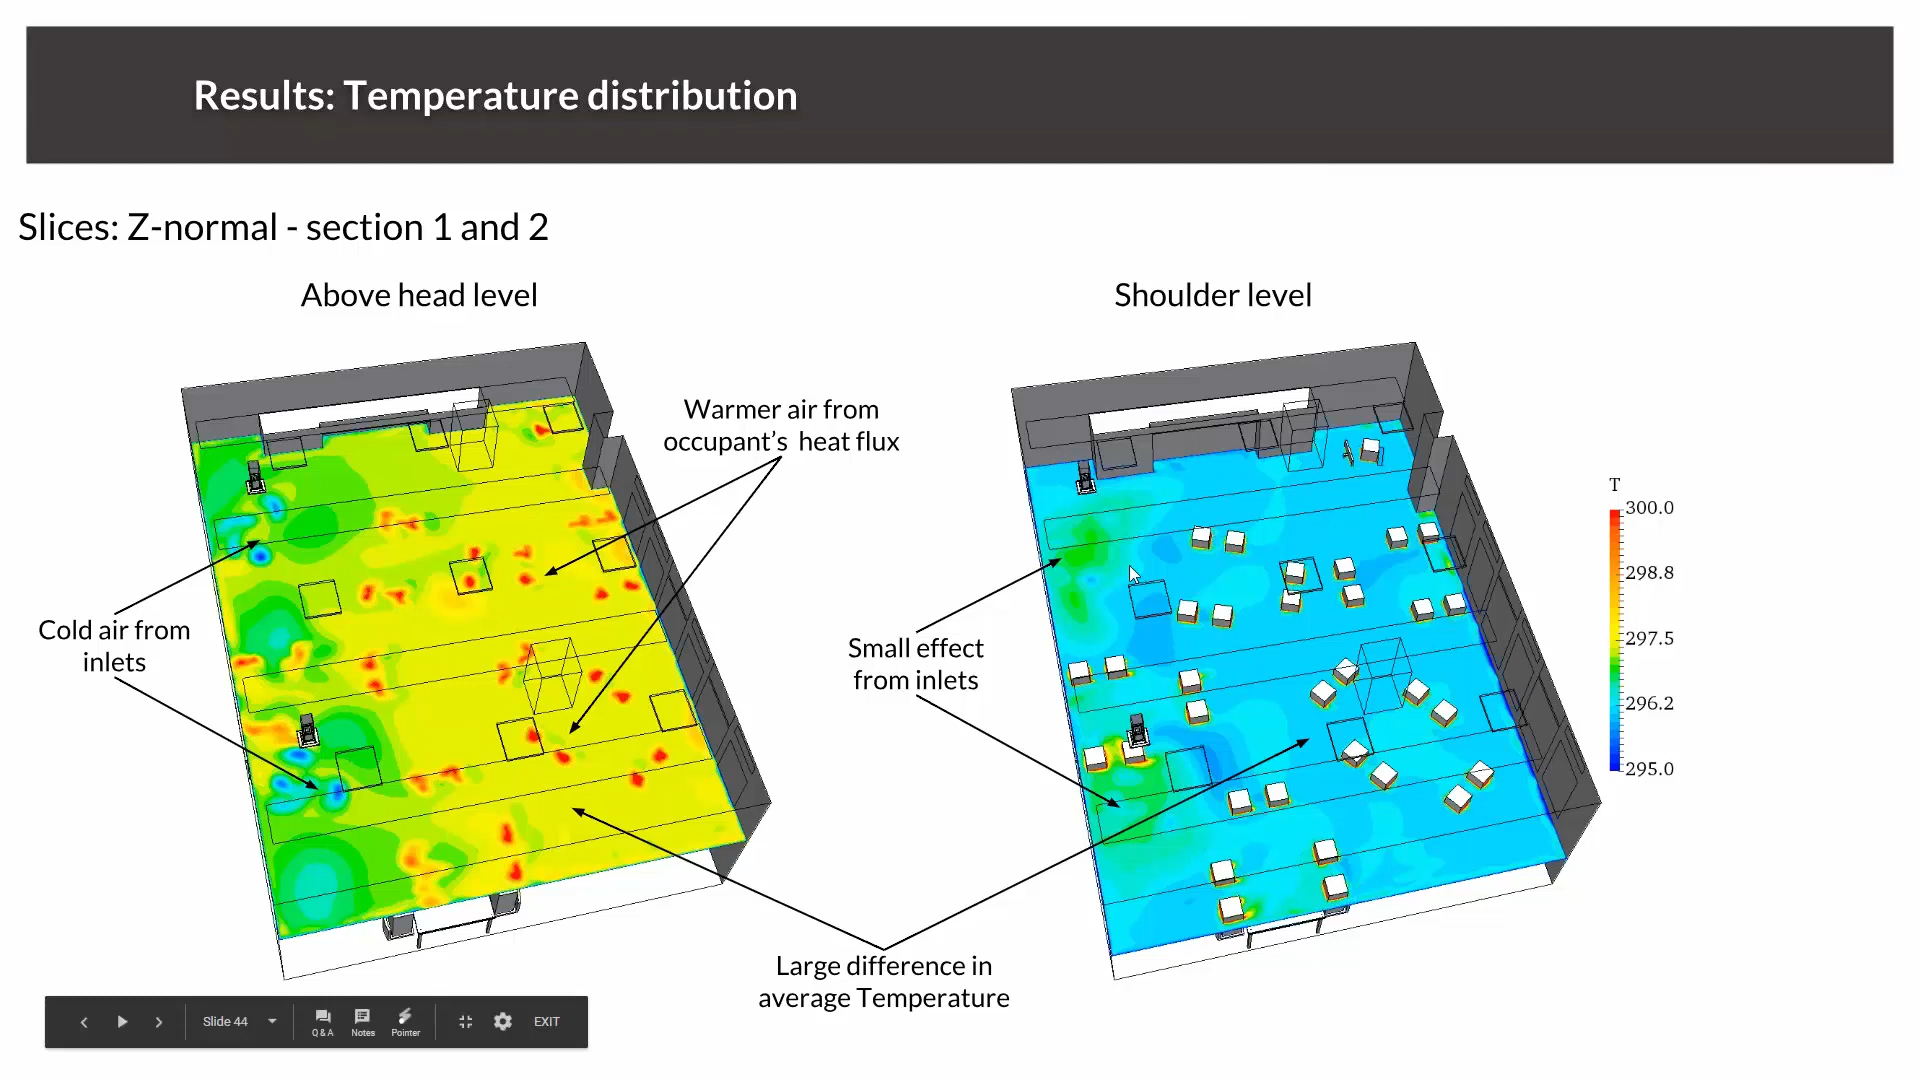 Results: Temperature distribution
Slices: Z-normal - section 1 and 2
Above head level
Shoulder level
Warmer air from
occupant's heat flux
Cold air from
inlets
Small effect
from inlets
Large difference in
average Temperature
T
300.0
298.8
297.5
296.2
295.0
Slide 44
Q & A
Notes
Pointer
EXIT